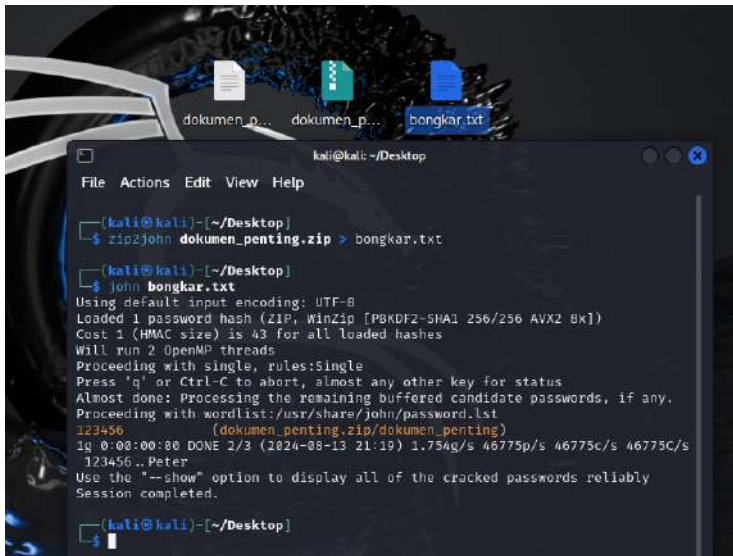 dokumen_p... dokumen_p... bongkar.txt
kali@kali: ~/Desktop
File Actions Edit View Help
(kali㉿kali)-[~/Desktop]
$ zip2john dokumen_penting.zip > bongkar.txt
(kali㉿kali)-[~/Desktop]
$ john bongkar.txt
Using default input encoding: UTF-8
Loaded 1 password hash (ZIP, WinZip [PBKDF2-SHA1 256/256 AVX2 8x])
Cost 1 (HMAC size) is 43 for all loaded hashes
Will run 2 OpenMP threads
Proceeding with single, rules:Single
Press 'q' or Ctrl-C to abort, almost any other key for status
Almost done: Processing the remaining buffered candidate passwords, if any.
Proceeding with wordlist:/usr/share/john/password.lst
123456 (dokumen_penting.zip/dokumen_penting)
1g 0:00:00:00 DONE 2/3 (2024-08-13 21:19) 1.754g/s 46775p/s 46775c/s 46775C/s
123456..Peter
Use the "--show" option to display all of the cracked passwords reliably
Session completed.
(kali㉿kali)-[~/Desktop]
$